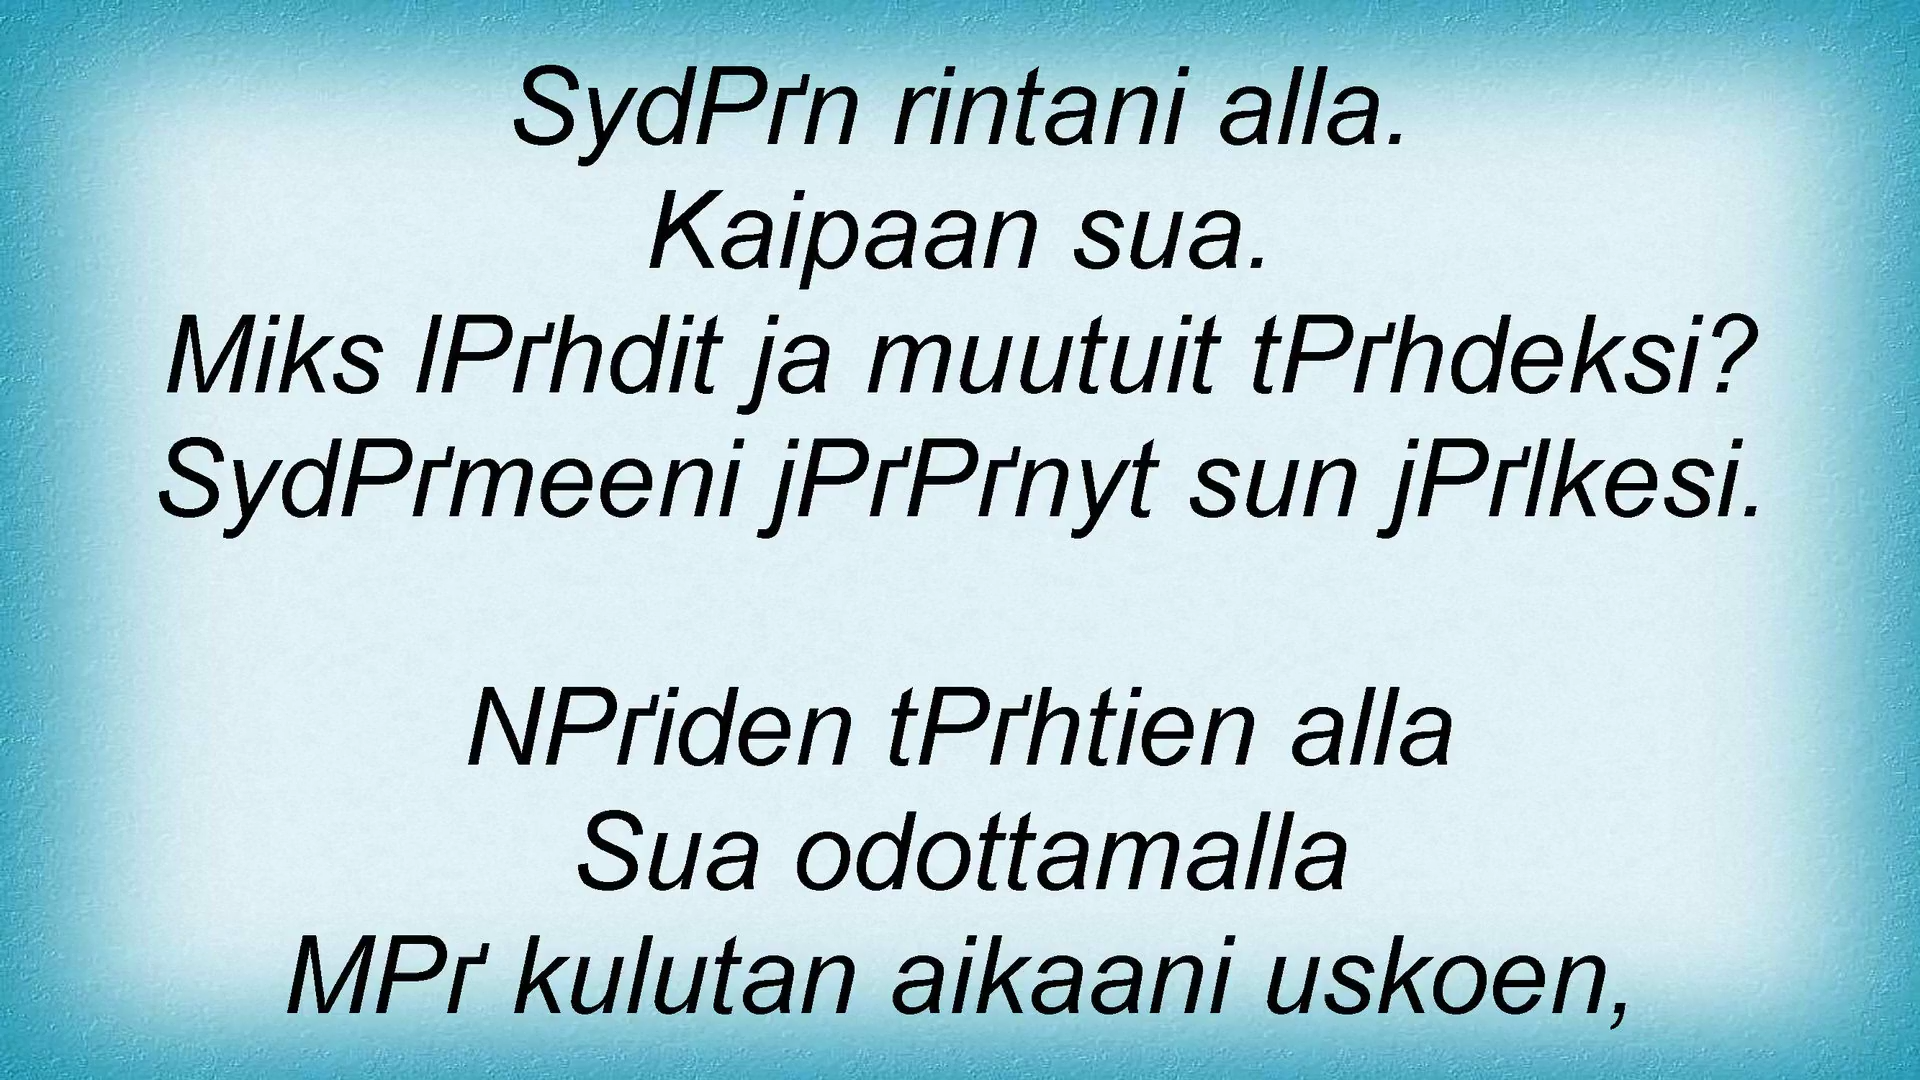 SydPґn rintani alla.
Kaipaan sua.
Miks lPґhdit ja muutuit tPґhdeksi?
SydPґmeeni jPґPґnyt sun jPґlkesi.
NPґiden tPґhtien alla
Sua odottamalla
MPґ kulutan aikaani uskoen,